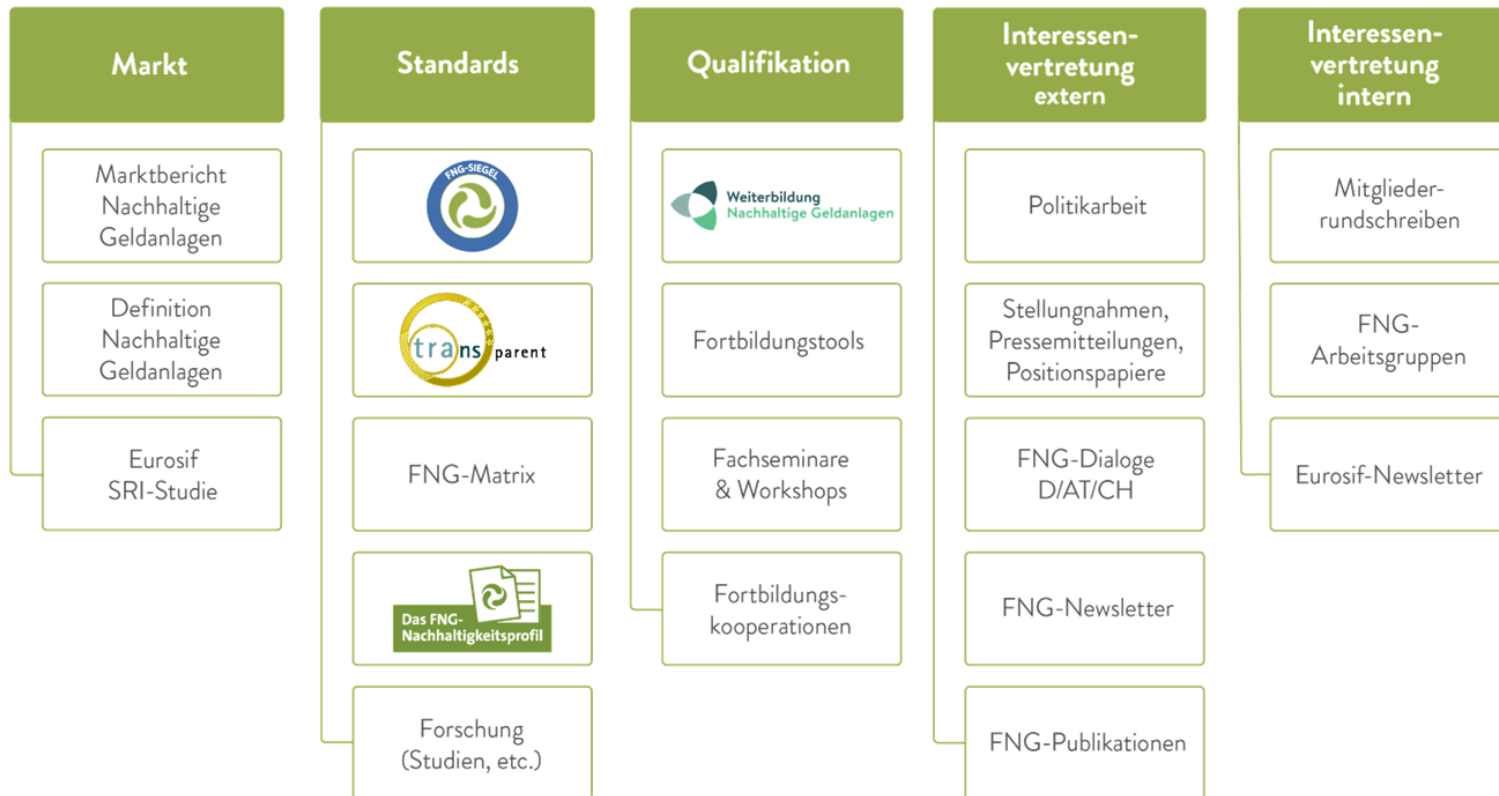 Markt
Marktbericht
Nachhaltige
Geldanlagen
Definition
Nachhaltige
Geldanlagen
Eurosif
SRI-Studie
Standards
FNG-SIEGEL
transparent
FNG-Matrix
Das FNG-
Nachhaltigkeitsprofil
Forschung
(Studien, etc.)
Qualifikation
Weiterbildung
Nachhaltige Geldanlagen
Fortbildungstools
Fachseminare
& Workshops
Fortbildungs-
kooperationen
Interessen-
vertretung
extern
Politikarbeit
Stellungnahmen,
Pressemitteilungen,
Positionspapiere
FNG-Dialoge
D/AT/CH
FNG-Newsletter
FNG-Publikationen
Interessen-
vertretung
intern
Mitglieder-
rundschreiben
FNG-
Arbeitsgruppen
Eurosif-Newsletter